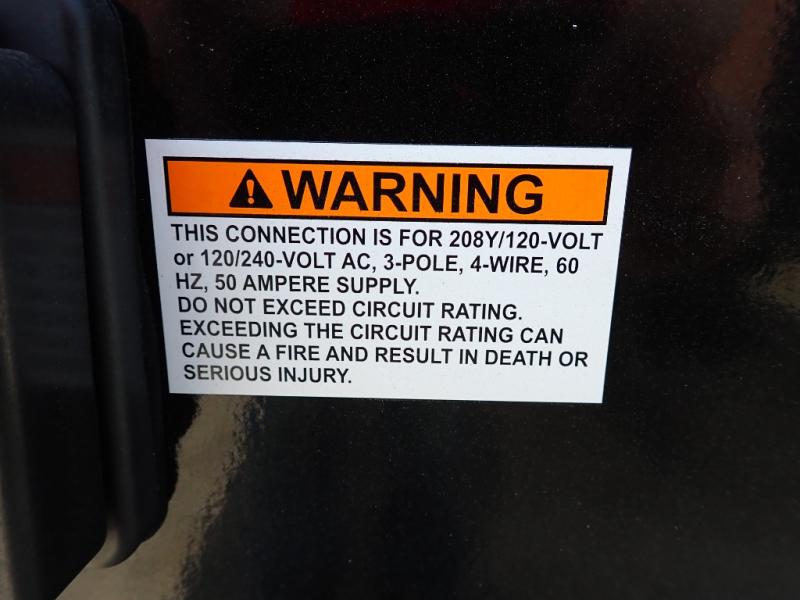 WARNING
THIS CONNECTION IS FOR 208Y/120-VOLT
or 120/240-VOLT AC, 3-POLE, 4-WIRE, 60
HZ, 50 AMPERE SUPPLY.
DO NOT EXCEED CIRCUIT RATING.
EXCEEDING THE CIRCUIT RATING CAN
CAUSE A FIRE AND RESULT IN DEATH OR
SERIOUS INJURY.